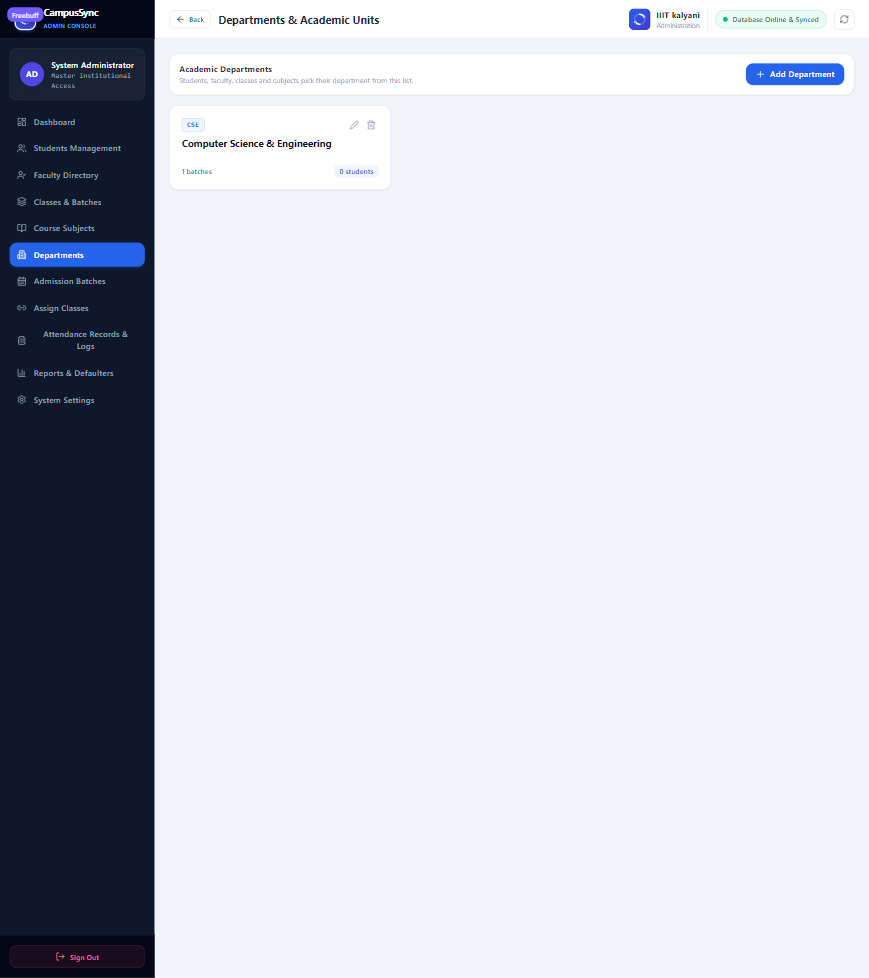 Freebuff
CampusSync
ADMIN CONSOLE
AD
System Administrator
Master Institutional
Access
Dashboard
Students Management
Faculty Directory
Classes & Batches
Course Subjects
Departments
Admission Batches
Assign Classes
Attendance Records &
Logs
Reports & Defaulters
System Settings
Sign Out
Back
Departments & Academic Units
IIIT kalyani
Administration
Database Online & Synced
Academic Departments
Students, faculty, classes and subjects pick their department from this list.
Add Department
CSE
Computer Science & Engineering
1 batches
0 students